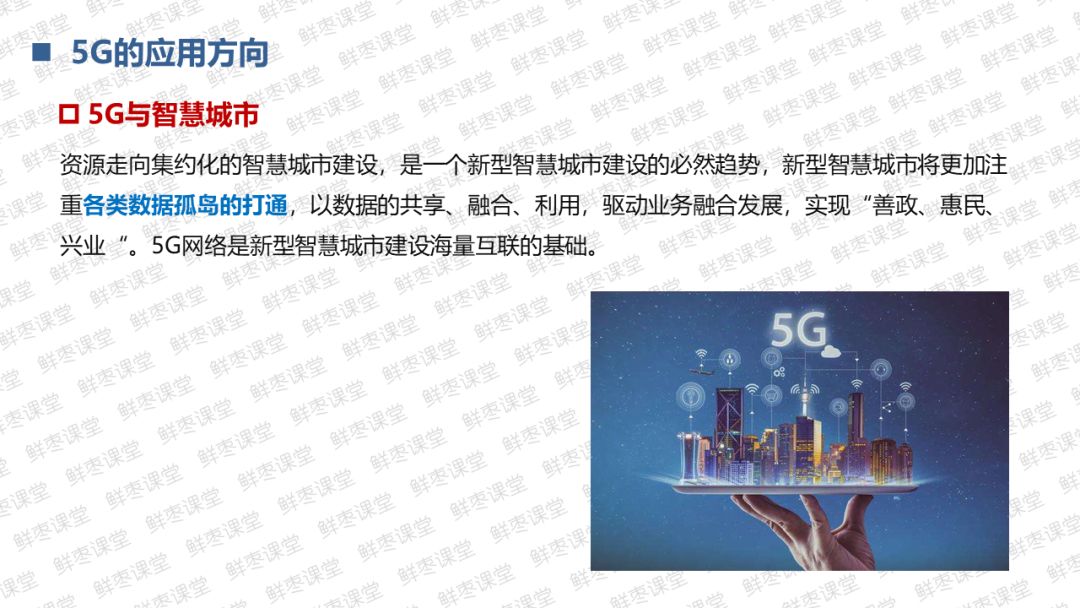 5G的应用方向
5G与智慧城市
资源走向集约化的智慧城市建设，是一个新型智慧城市建设的必然趋势，新型智慧城市将更加注
重各类数据孤岛的打通，以数据的共享、融合、利用，驱动业务融合发展，实现“善政、惠民、
兴业“。5G网络是新型智慧城市建设海量互联的基础。
5G
鲜枣课堂